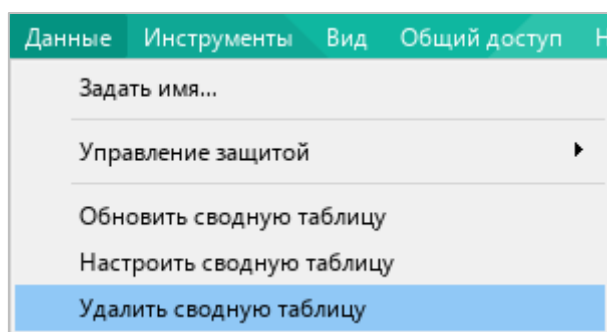 Данные Инструменты Вид Общий доступ
Задать имя...
Управление защитой
Обновить сводную таблицу
Настроить сводную таблицу
Удалить сводную таблицу